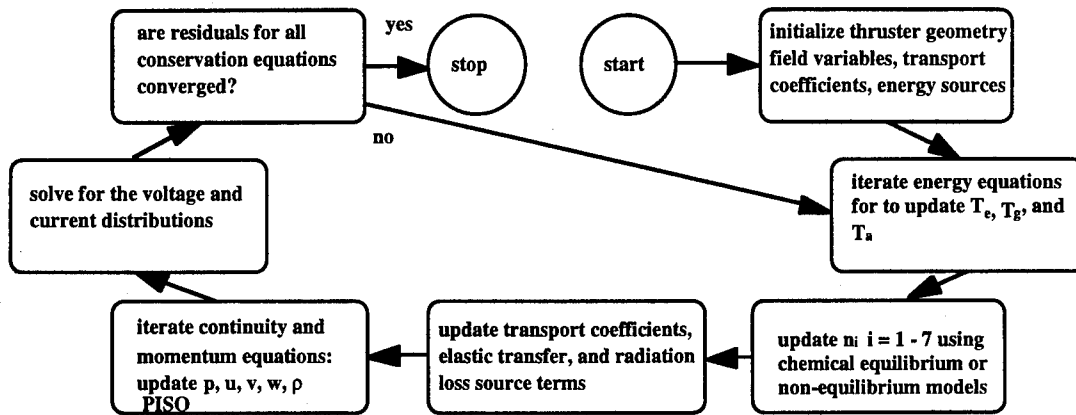 start
initialize thruster geometry
field variables, transport
coefficients, energy sources
iterate energy equations
for to update Te, Tg, and
Ta
update ni i = 1 - 7 using
chemical equilibrium or
non-equilibrium models
update transport coefficients,
elastic transfer, and radiation
loss source terms
iterate continuity and
momentum equations:
update p, u, v, w, ρ
PISO
solve for the voltage and
current distributions
are residuals for all
conservation equations
converged?
yes
no
stop